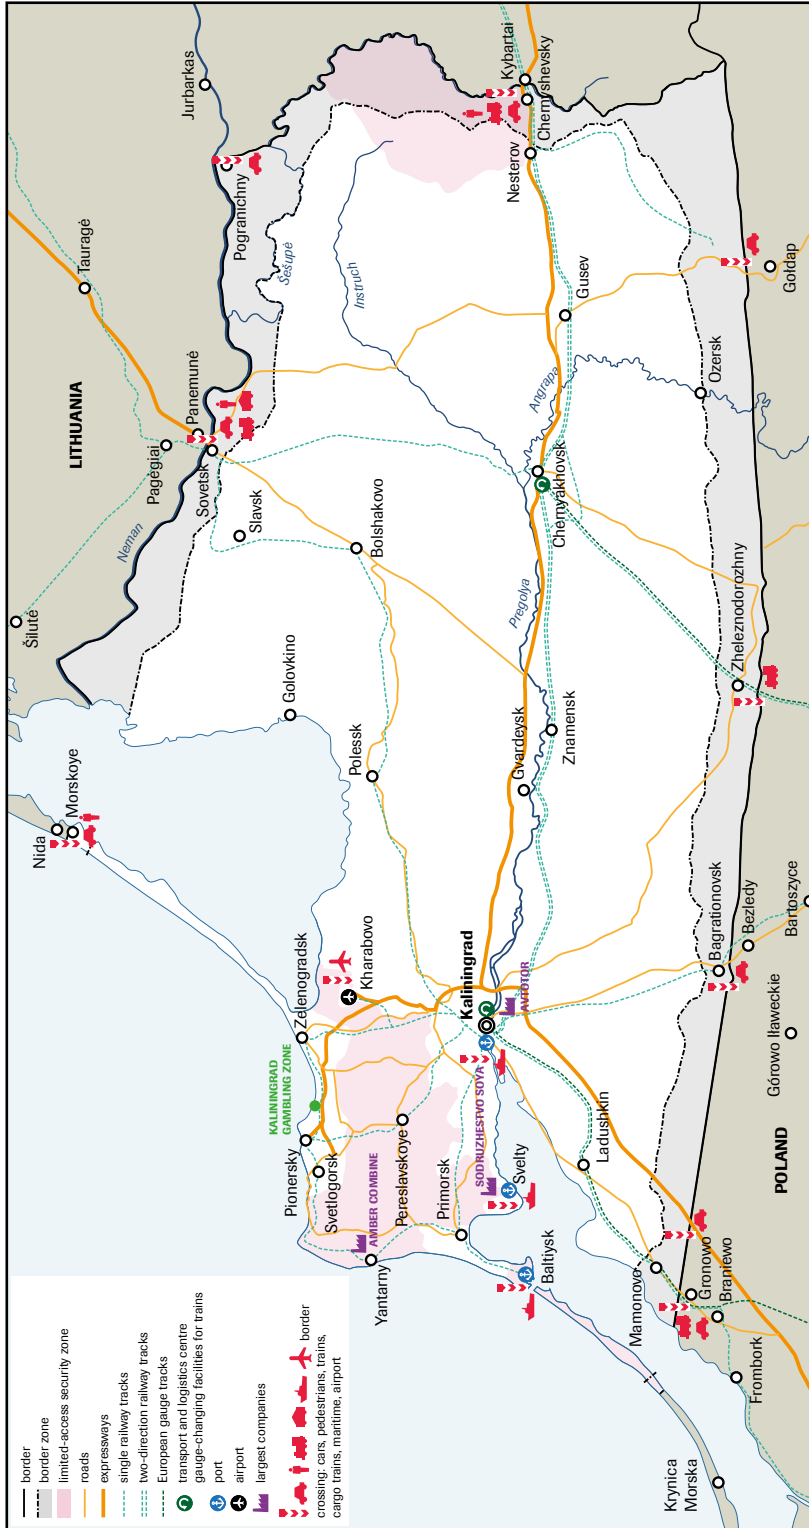 border
border zone
limited-access security zone
roads
expressways
single railway tracks
two-direction railway tracks
European gauge tracks
transport and logistics centre
gauge-changing facilities for trains
port
airport
largest companies
border
crossing: cars, pedestrians, trains,
cargo trains, maritime, airport
LITHUANIA
POLAND
Nida
Morskoye
Šilutė
Pagėgiai
Panemunė
Tauragė
Jurbarkas
Neman
Sovetsk
Slavsk
Pogranichny
Šešupė
Golovkino
Bolshakovo
Instruch
Kybartai
Chernyshevsky
Nesterov
KALININGRAD
GAMBLING ZONE
Zelenogradsk
Pionersky
Svetlogorsk
Kharabovo
Polessk
AMBER COMBINE
Yantarny
Pereslavskoye
Primorsk
Kaliningrad
AVTOTOR
SODRUZHESTVO SOYA
Svelty
Baltiysk
Gvardeysk
Pregolya
Znamensk
Chernyakhovsk
Angrapa
Gusev
Ladushkin
Mamonovo
Gronowo
Braniewo
Frombork
Krynica
Morska
Bagrationovsk
Bezledy
Bartoszyce
Górowo Iławeckie
Zheleznodorozhny
Ozersk
Gołdap